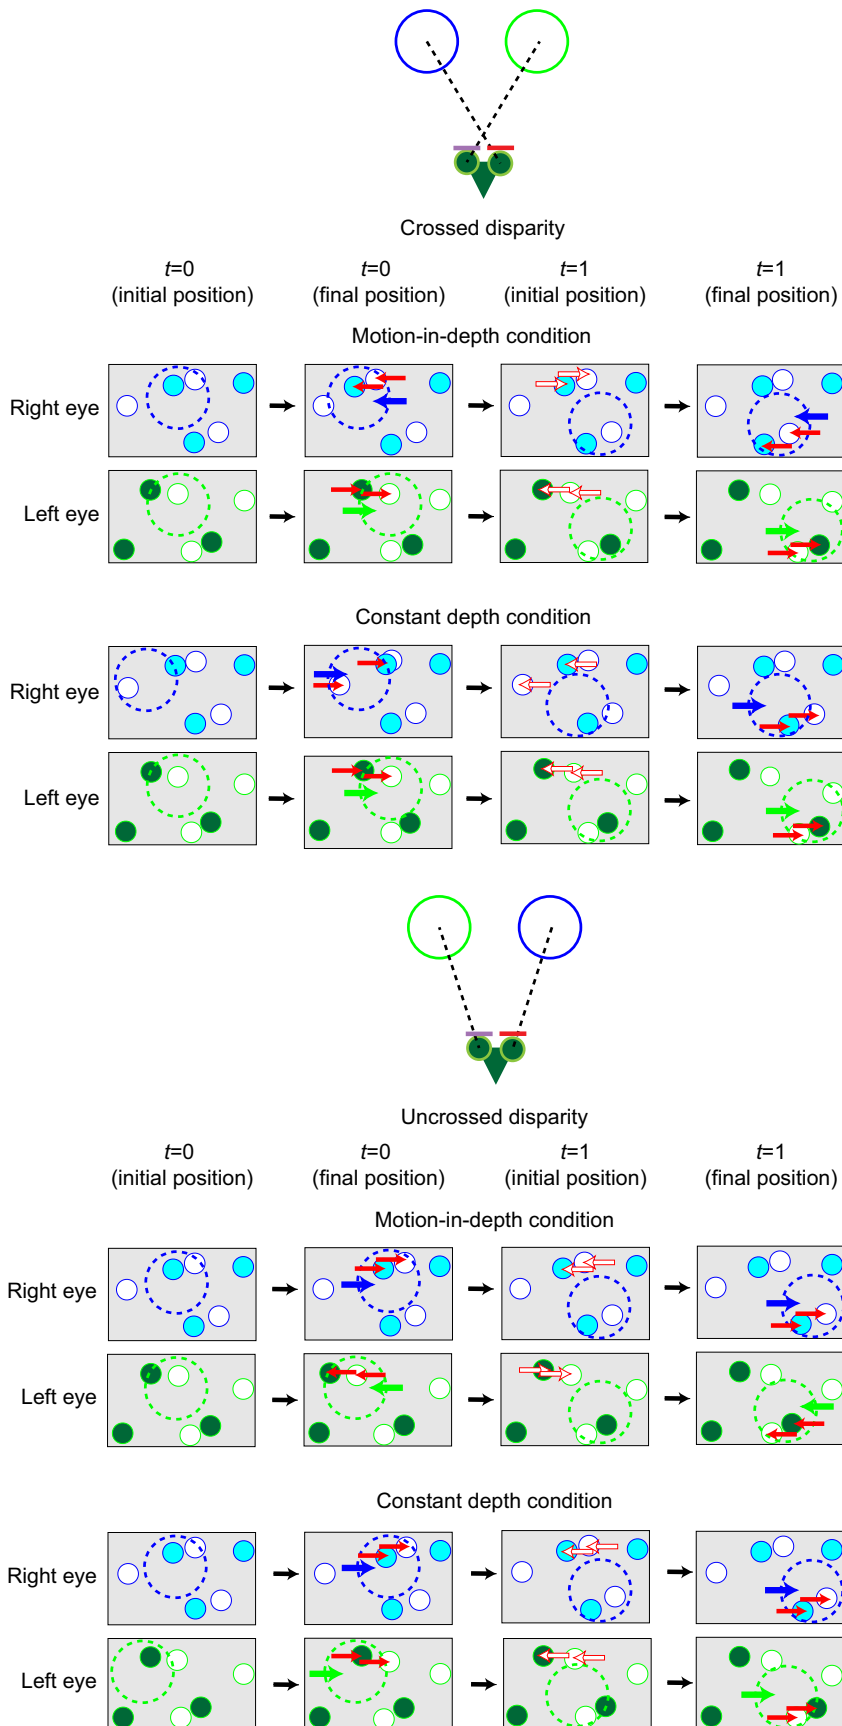 Crossed disparity
t=0 t=0 t=1 t=1
(initial position) (final position) (initial position) (final position)
Motion-in-depth condition
Right eye
Left eye
Constant depth condition
Right eye
Left eye
Uncrossed disparity
t=0 t=0 t=1 t=1
(initial position) (final position) (initial position) (final position)
Motion-in-depth condition
Right eye
Left eye
Constant depth condition
Right eye
Left eye